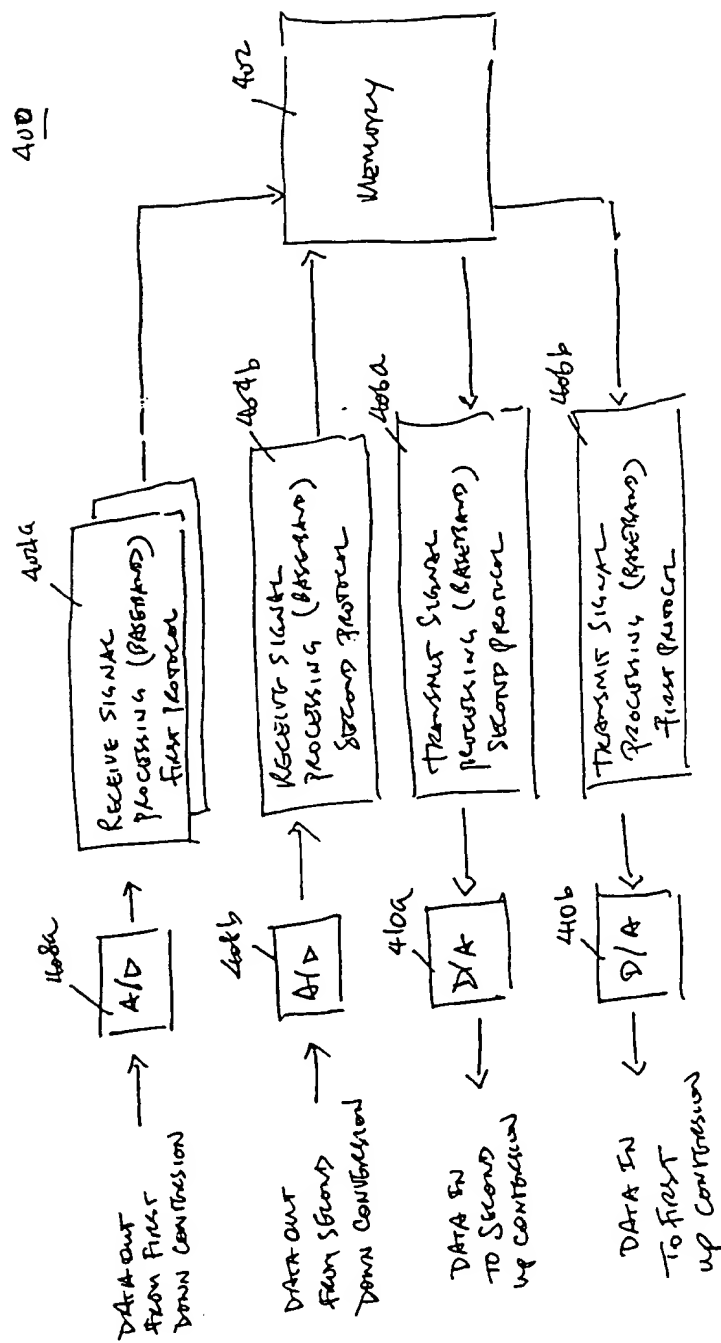 400
402
MEMORY
404a
RECEIVE SIGNAL
PROCESSING (BASEBAND)
FIRST PROTOCOL
408a
A/D
DATA OUT
FROM FIRST
DOWN CONVERSION
404b
RECEIVE SIGNAL
PROCESSING (BASEBAND)
SECOND PROTOCOL
408b
A/D
DATA OUT
FROM SECOND
DOWN CONVERSION
406a
TRANSMIT SIGNAL
PROCESSING (BASEBAND)
SECOND PROTOCOL
410a
D/A
DATA IN
TO SECOND
UP CONVERSION
406b
TRANSMIT SIGNAL
PROCESSING (BASEBAND)
FIRST PROTOCOL
410b
D/A
DATA IN
TO FIRST
UP CONVERSION